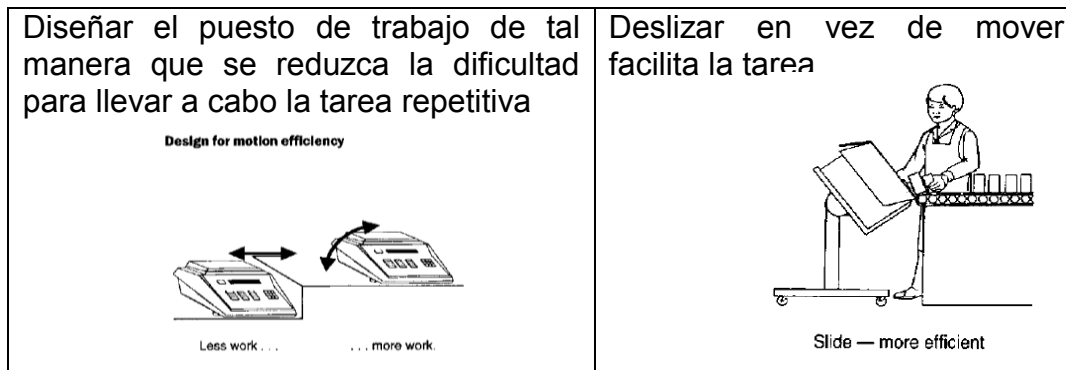 Diseñar el puesto de trabajo de tal
manera que se reduzca la dificultad
para llevar a cabo la tarea repetitiva
Design for motion efficiency
Less work . . .
. . . more work.
Deslizar en vez de mover
facilita la tarea
Slide — more efficient